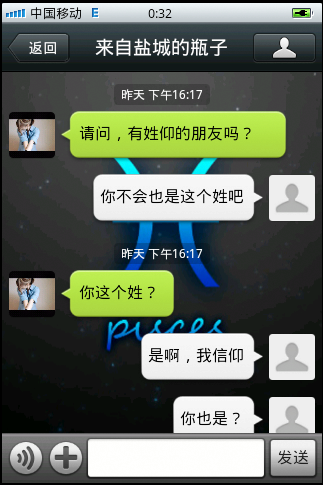 中国移动 E 0:32
返回 来自盐城的瓶子
昨天 下午16:17
请问，有姓仰的朋友吗？
你不会也是这个姓吧
昨天 下午16:17
你这个姓？
pisces
是啊，我信仰
你也是？
发送